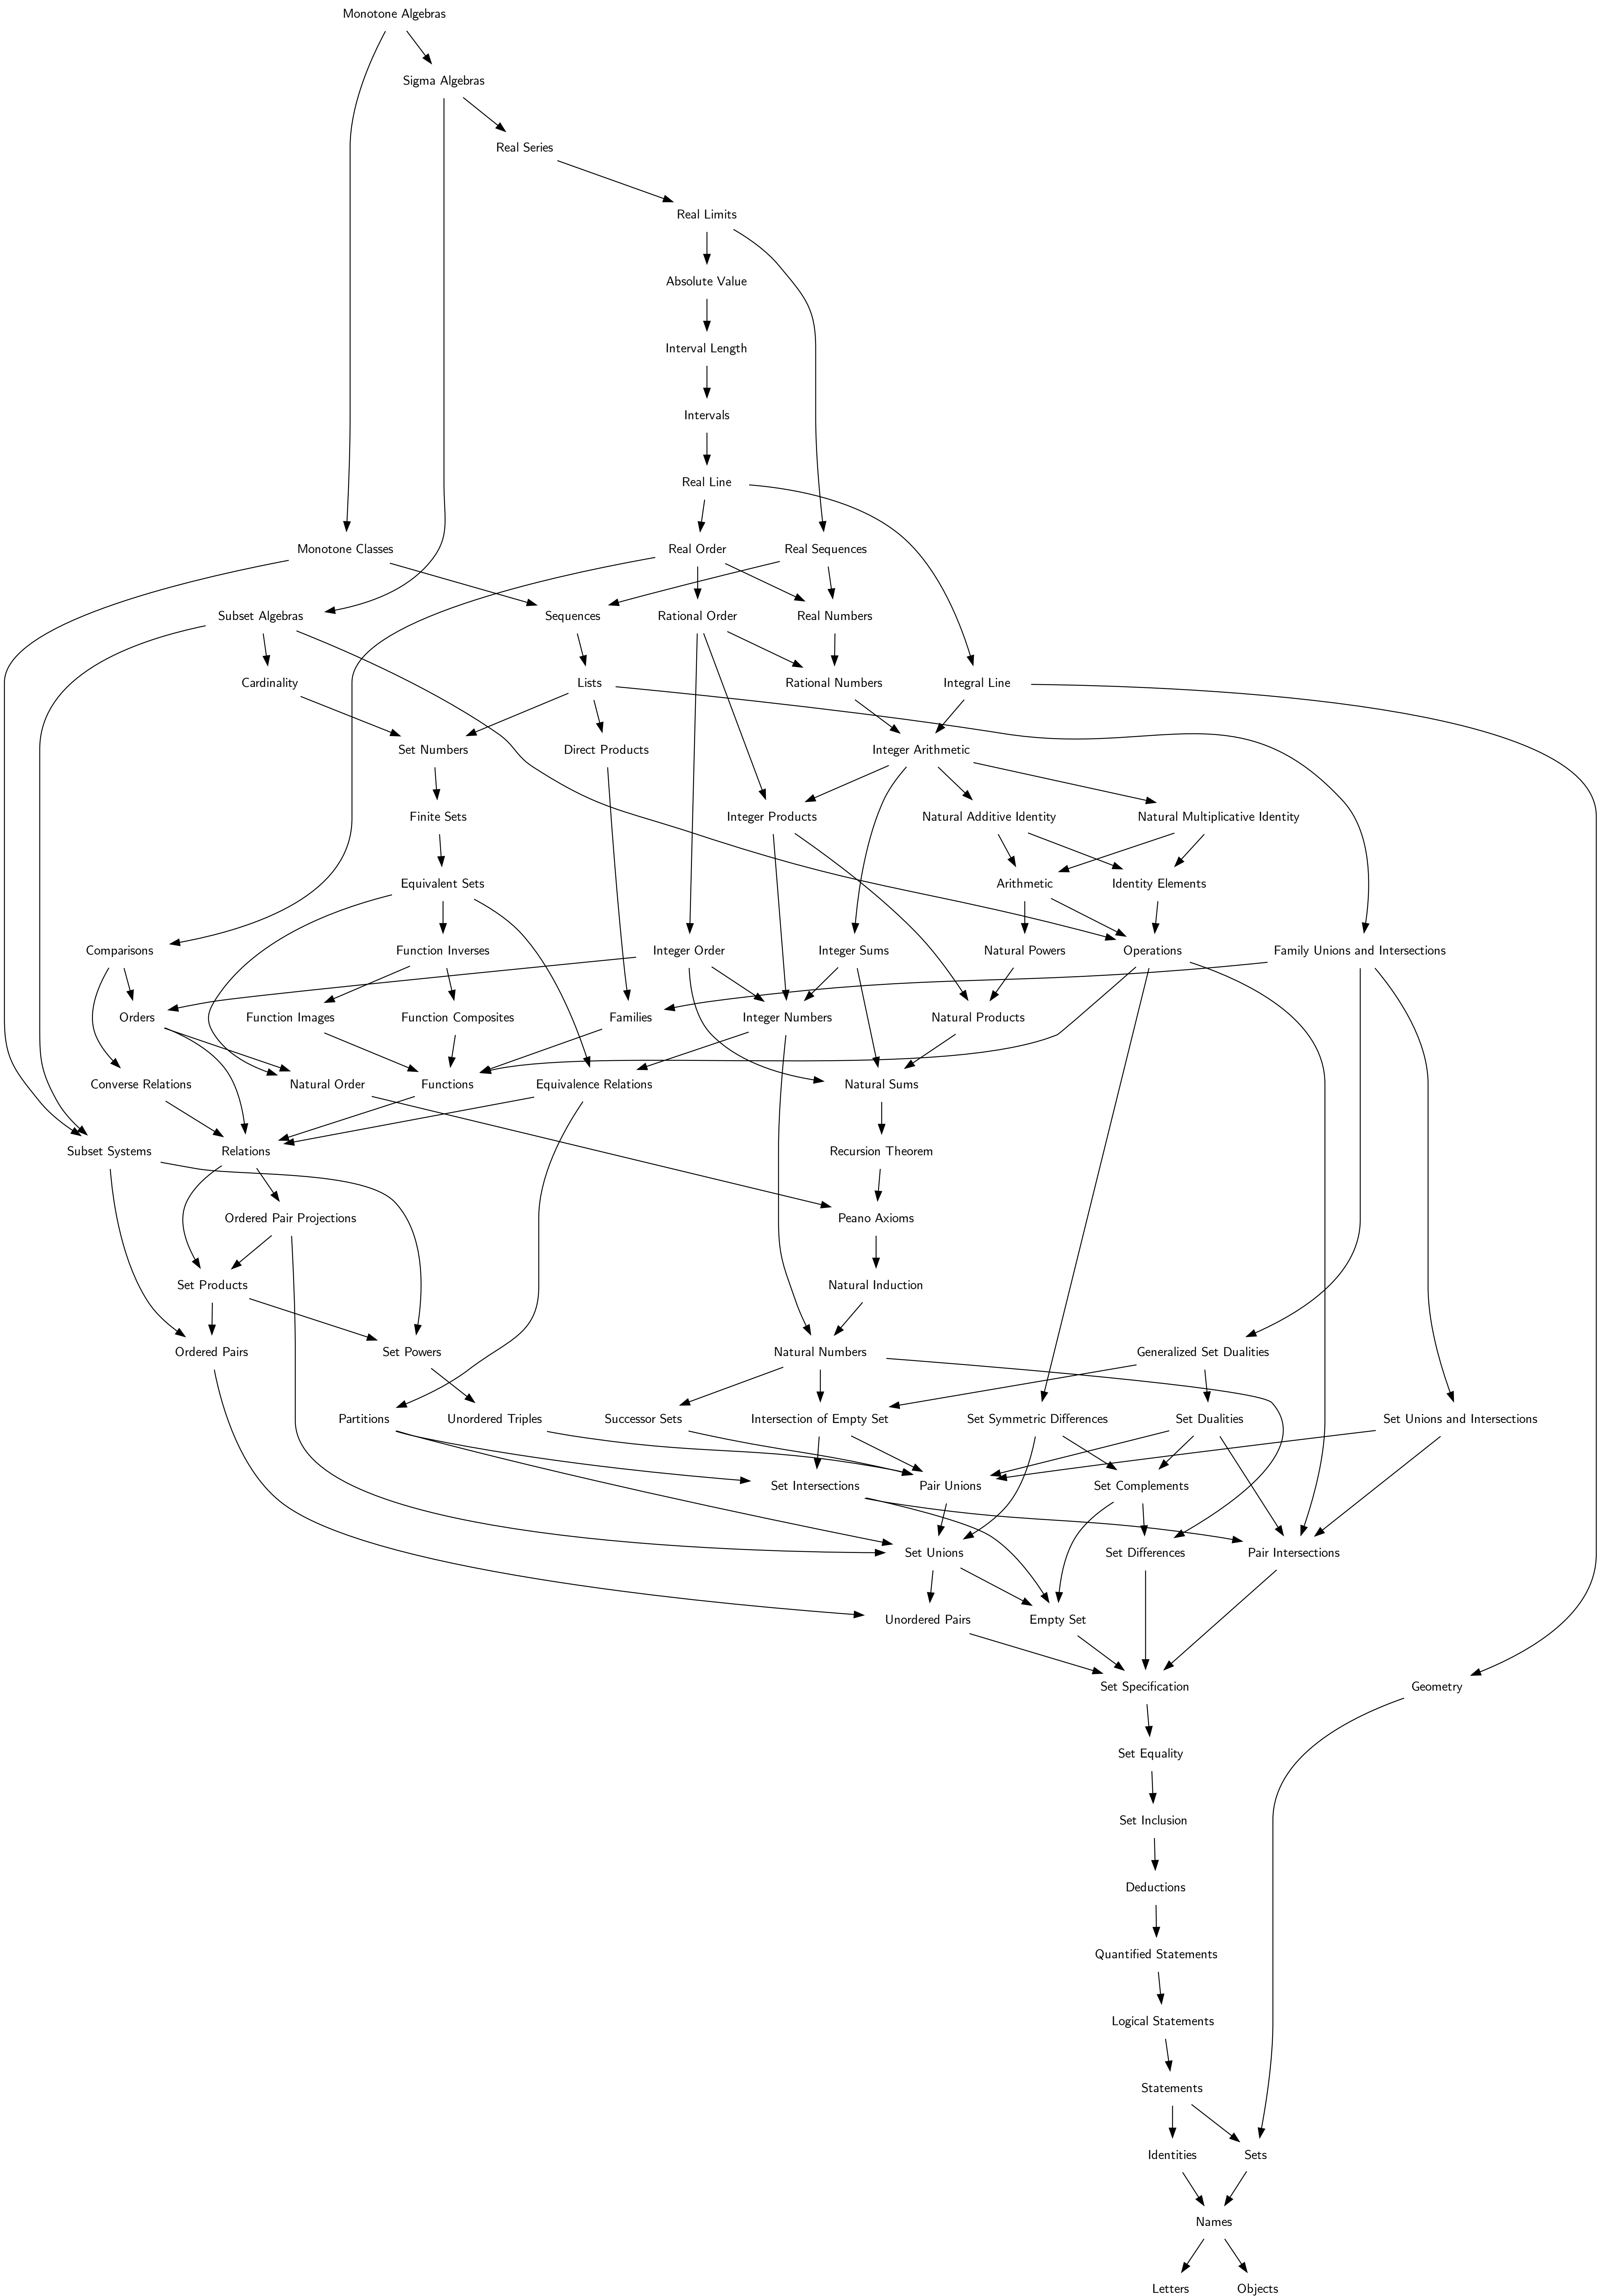 Monotone Algebras
Sigma Algebras
Real Series
Real Limits
Absolute Value
Interval Length
Intervals
Real Line
Monotone Classes
Real Order
Real Sequences
Subset Algebras
Sequences
Rational Order
Real Numbers
Cardinality
Lists
Rational Numbers
Integral Line
Set Numbers
Direct Products
Integer Arithmetic
Finite Sets
Integer Products
Natural Additive Identity
Natural Multiplicative Identity
Equivalent Sets
Arithmetic
Identity Elements
Comparisons
Function Inverses
Integer Order
Integer Sums
Natural Powers
Operations
Family Unions and Intersections
Orders
Function Images
Function Composites
Families
Integer Numbers
Natural Products
Converse Relations
Natural Order
Functions
Equivalence Relations
Natural Sums
Subset Systems
Relations
Recursion Theorem
Ordered Pair Projections
Peano Axioms
Set Products
Natural Induction
Ordered Pairs
Set Powers
Natural Numbers
Generalized Set Dualities
Partitions
Unordered Triples
Successor Sets
Intersection of Empty Set
Set Symmetric Differences
Set Dualities
Set Unions and Intersections
Set Intersections
Pair Unions
Set Complements
Set Unions
Set Differences
Pair Intersections
Unordered Pairs
Empty Set
Set Specification
Geometry
Set Equality
Set Inclusion
Deductions
Quantified Statements
Logical Statements
Statements
Identities
Sets
Names
Letters
Objects